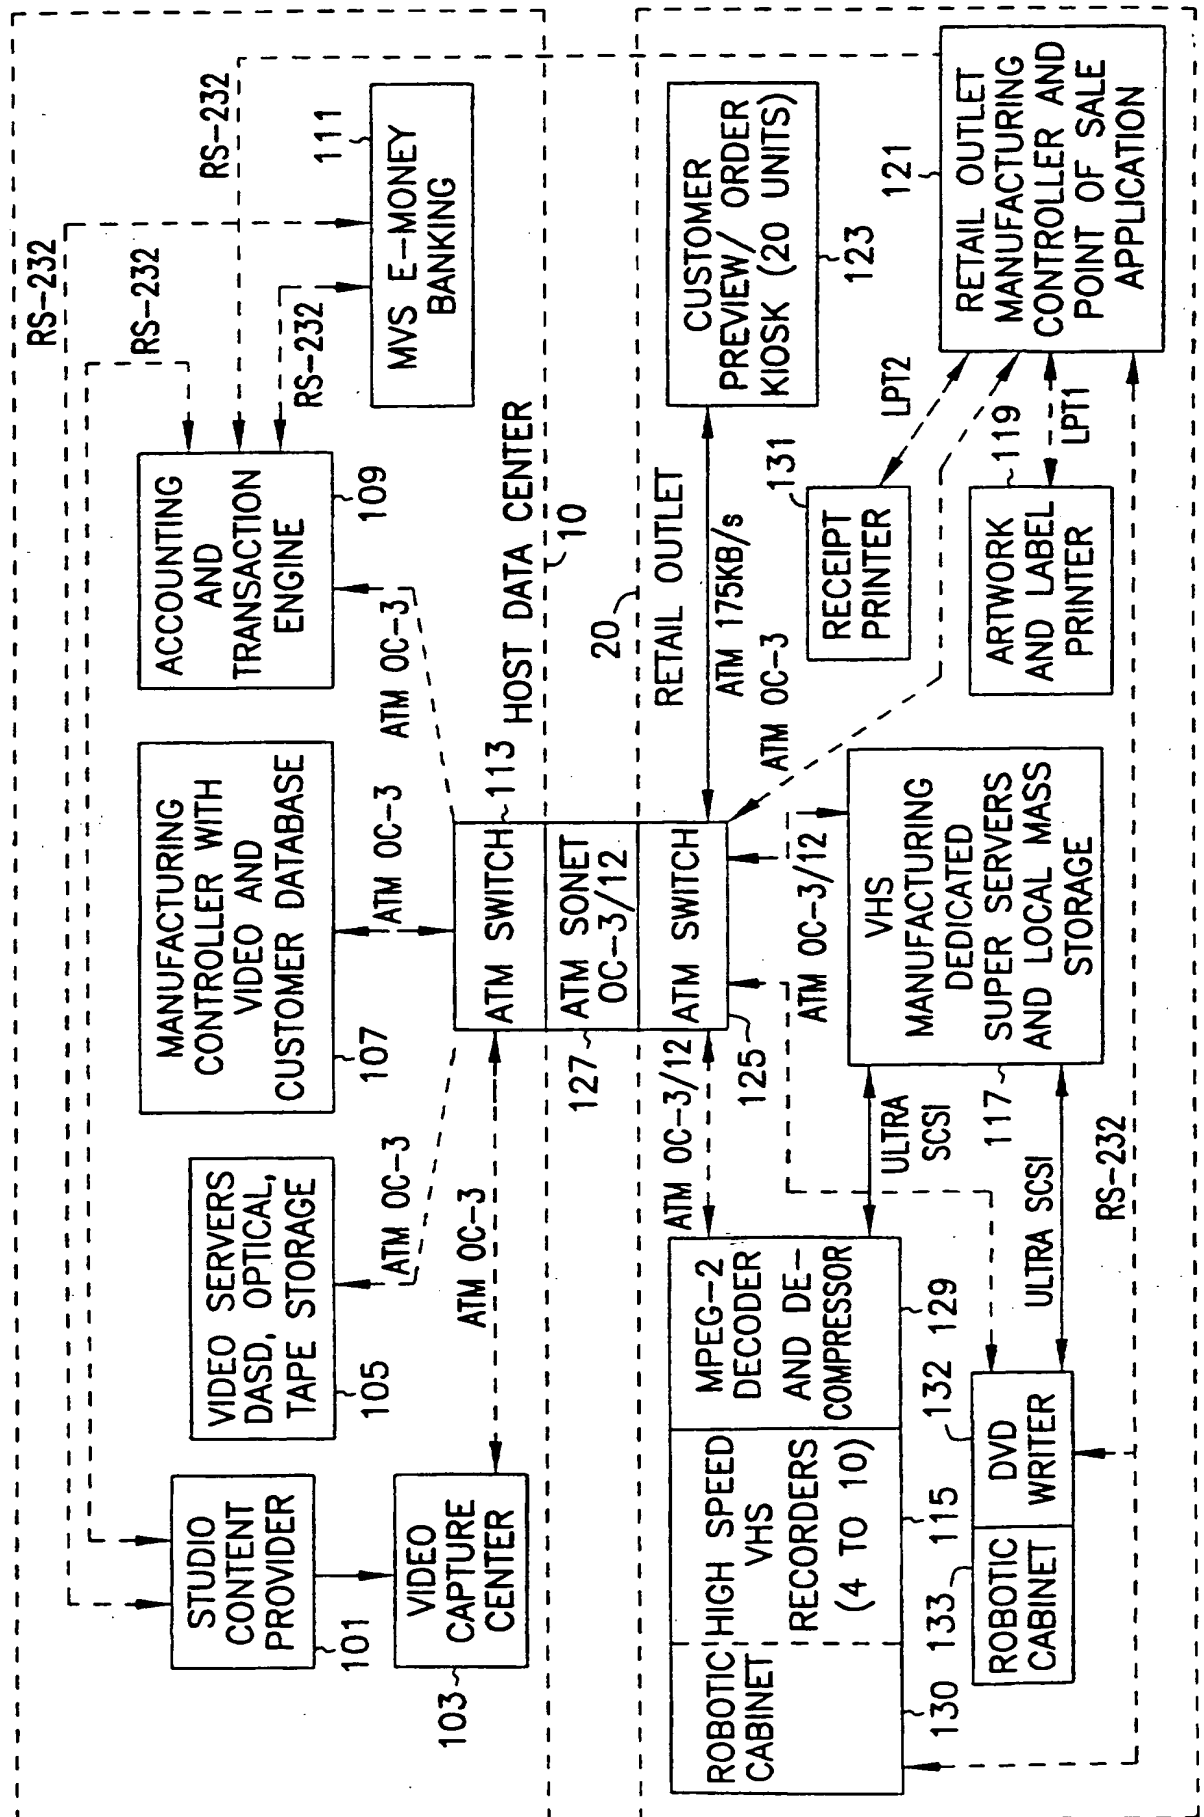 RS-232
RS-232
RS-232
RS-232
STUDIO
CONTENT
PROVIDER
101
VIDEO
CAPTURE
CENTER
103
VIDEO SERVERS
DASD, OPTICAL,
TAPE STORAGE
105
MANUFACTURING
CONTROLLER WITH
VIDEO AND
CUSTOMER DATABASE
107
ACCOUNTING
AND
TRANSACTION
ENGINE
109
MVS E-MONEY
BANKING
111
ATM OC-3
ATM OC-3
ATM OC-3
ATM OC-3
ATM SWITCH
113
HOST DATA CENTER
10
ATM SONET
OC-3/12
127
20
RETAIL OUTLET
ATM SWITCH
125
ATM OC-3/12
ATM 175KB/s
ATM OC-3
ATM OC-3/12
CUSTOMER
PREVIEW/ ORDER
KIOSK (20 UNITS)
123
ROBOTIC
CABINET
130
HIGH SPEED
VHS
RECORDERS
(4 TO 10)
115
MPEG-2
DECODER
AND DE-
COMPRESSOR
129
ULTRA
SCSI
VHS
MANUFACTURING
DEDICATED
SUPER SERVERS
AND LOCAL MASS
STORAGE
117
ULTRA SCSI
RECEIPT
PRINTER
131
LPT2
ARTWORK
AND LABEL
PRINTER
119
LPT1
RETAIL OUTLET
MANUFACTURING
CONTROLLER AND
POINT OF SALE
APPLICATION
121
ROBOTIC
CABINET
133
DVD
WRITER
132
RS-232